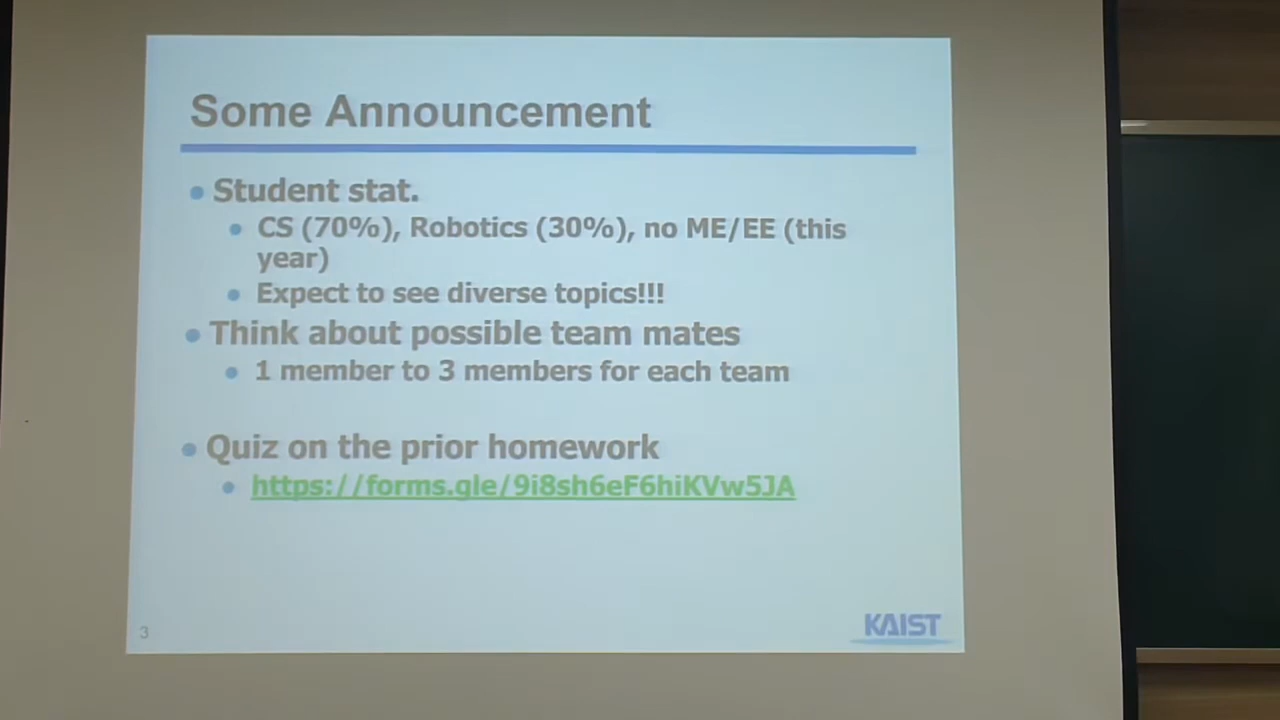 Some Announcement
Student stat.
CS (70%), Robotics (30%), no ME/EE (this
year)
Expect to see diverse topics!!!
Think about possible team mates
1 member to 3 members for each team
Quiz on the prior homework
https://forms.gle/9i8sh6eF6hiKVw5JA
3
KAIST